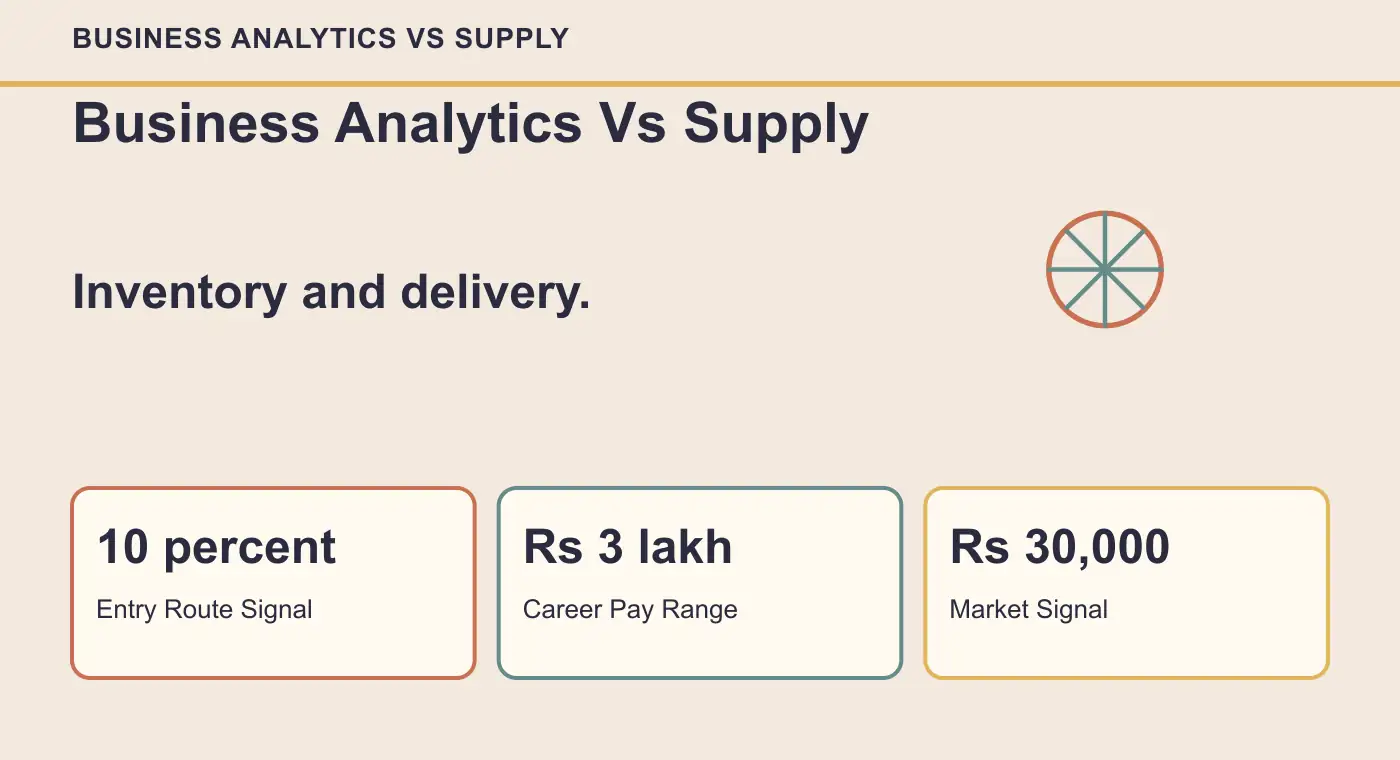 BUSINESS ANALYTICS VS SUPPLY
Business Analytics Vs Supply
Inventory and delivery.
10 percent
Entry Route Signal
Rs 3 lakh
Career Pay Range
Rs 30,000
Market Signal